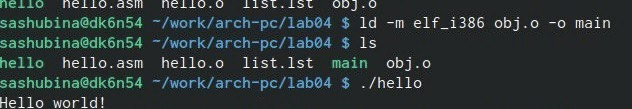 hello hello.asm hello.o list.lst obj.o
sashubina@dk6n54 ~/work/arch-pc/lab04 $ ld -m elf_i386 obj.o -o main
sashubina@dk6n54 ~/work/arch-pc/lab04 $ ls
hello hello.asm hello.o list.lst main obj.o
sashubina@dk6n54 ~/work/arch-pc/lab04 $ ./hello
Hello world!